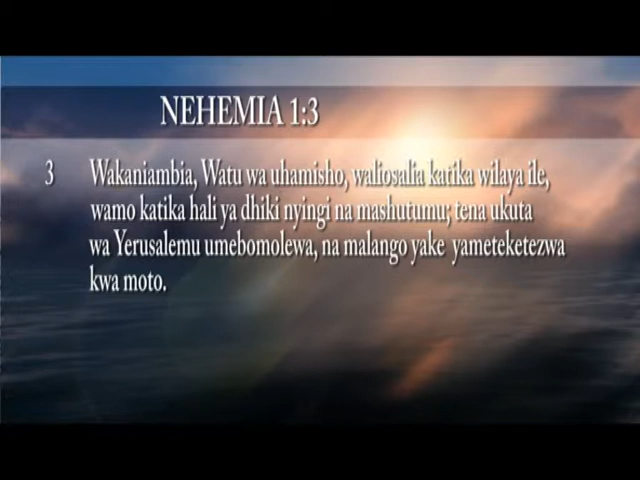 NEHEMIA 1:3
3 Wakaniambia, Watu wa uhamisho, waliosalia katika wilaya ile,
wamo katika hali ya dhiki nyingi na mashutumu; tena ukuta
wa Yerusalemu umebomolewa, na malango yake yameteketezwa
kwa moto.